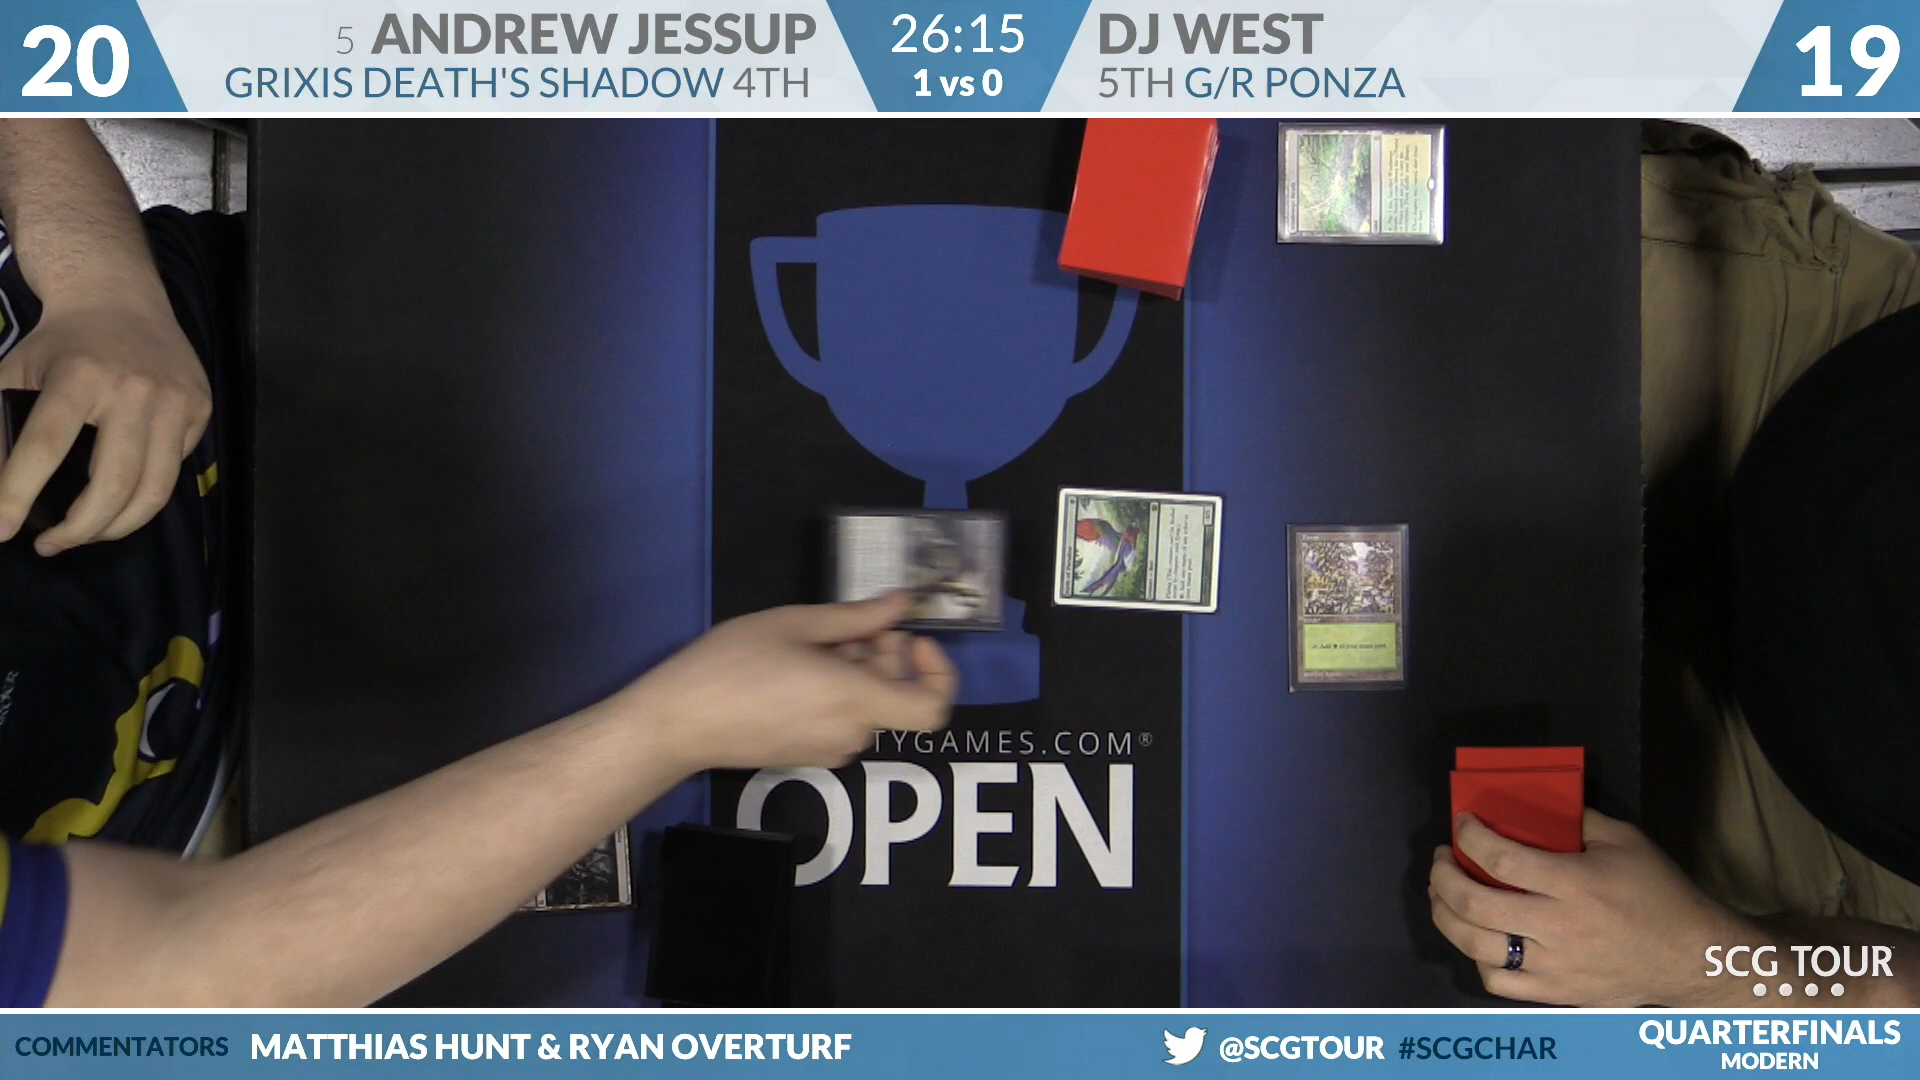 20
5 ANDREW JESSUP
GRIXIS DEATH'S SHADOW 4TH
26:15
1 vs 0
DJ WEST
5TH G/R PONZA
19
TYGAMES.COM®
OPEN
SCG TOUR
COMMENTATORS MATTHIAS HUNT & RYAN OVERTURF
@SCGTOUR #SCGCHAR
QUARTERFINALS
MODERN